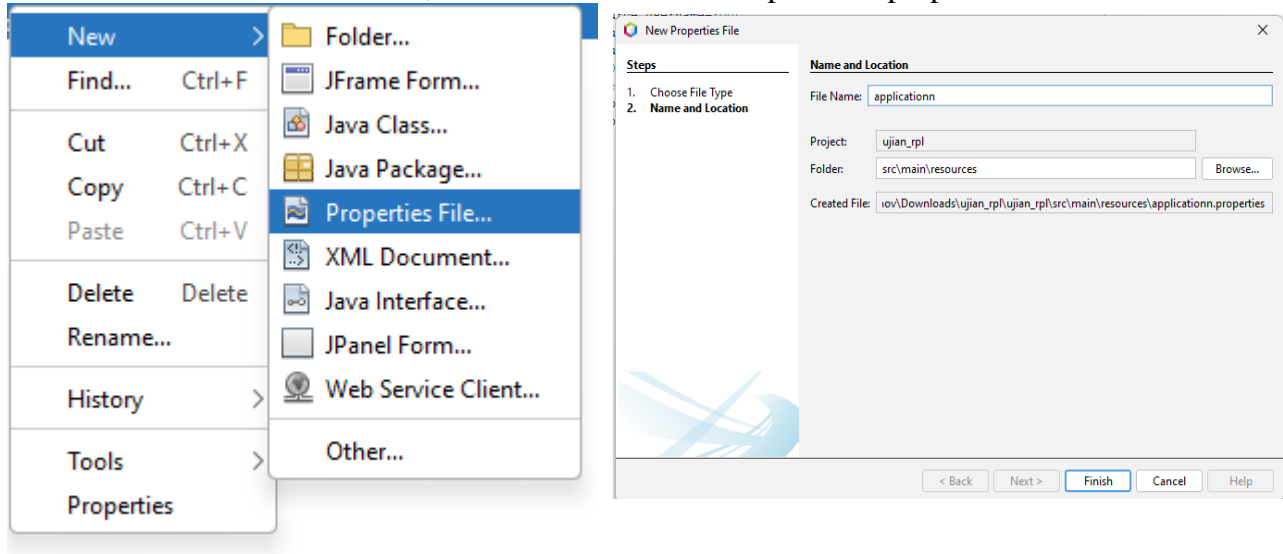 New >
Find... Ctrl+F
Cut Ctrl+X
Copy Ctrl+C
Paste Ctrl+V
Delete Delete
Rename...
History >
Tools >
Properties
Folder...
JFrame Form...
Java Class...
Java Package...
Properties File...
XML Document...
Java Interface...
JPanel Form...
Web Service Client...
Other...
New Properties File
Steps
1. Choose File Type
2. Name and Location
Name and Location
File Name: applicationn
Project: ujian_rpl
Folder: src\main\resources Browse...
Created File: ov\Downloads\ujian_rpl\ujian_rpl\src\main\resources\applicationn.properties
< Back Next > Finish Cancel Help